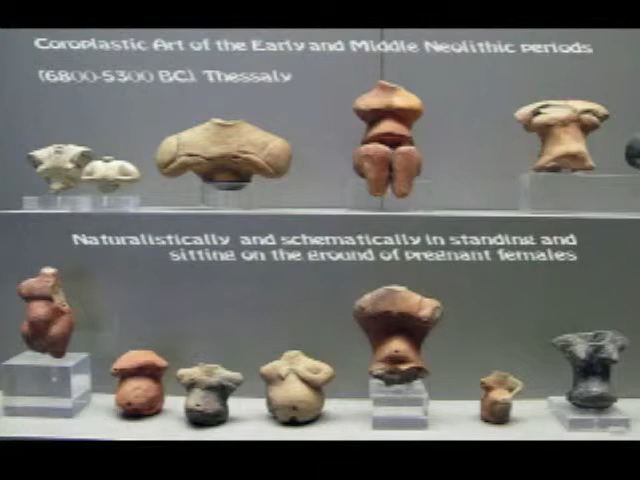 Coroplastic Art of the Early and Middle Neolithic periods
(6800-5300 BC). Thessaly
Naturalistically and schematically in standing and
sitting on the ground of pregnant females